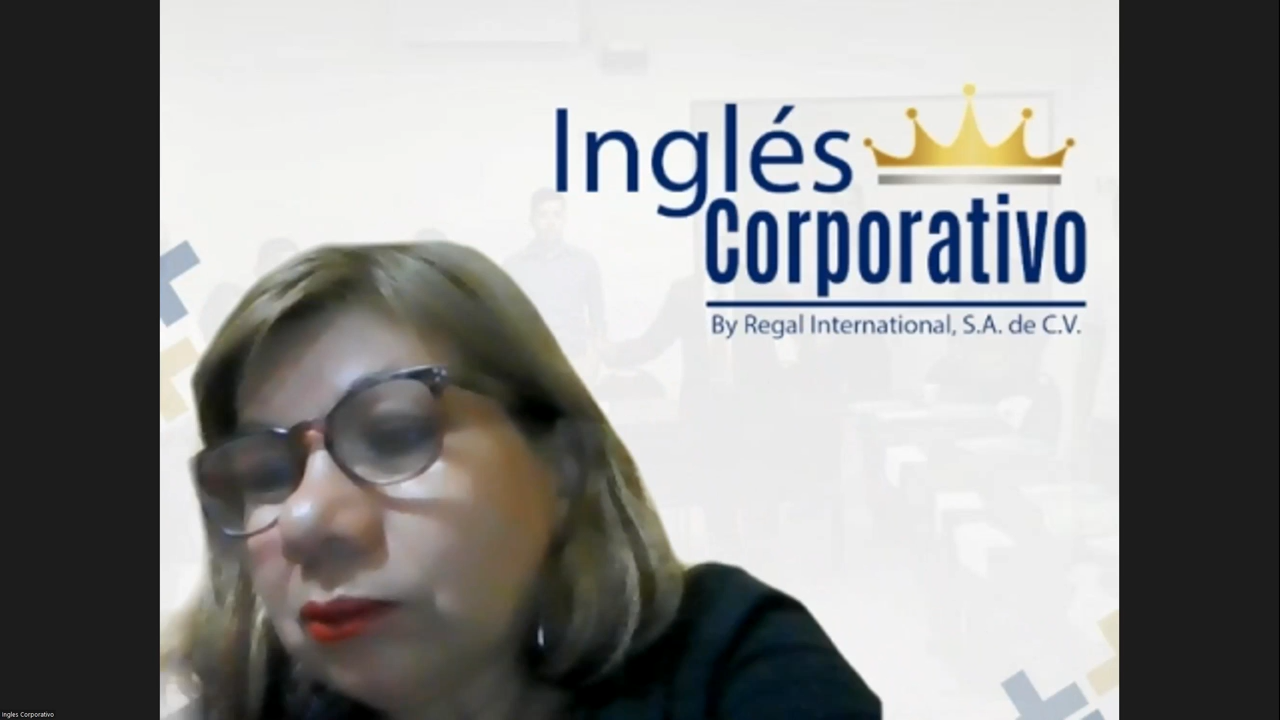 Inglés
Corporativo
By Regal International, S.A. de C.V.
Ingles Corporativo